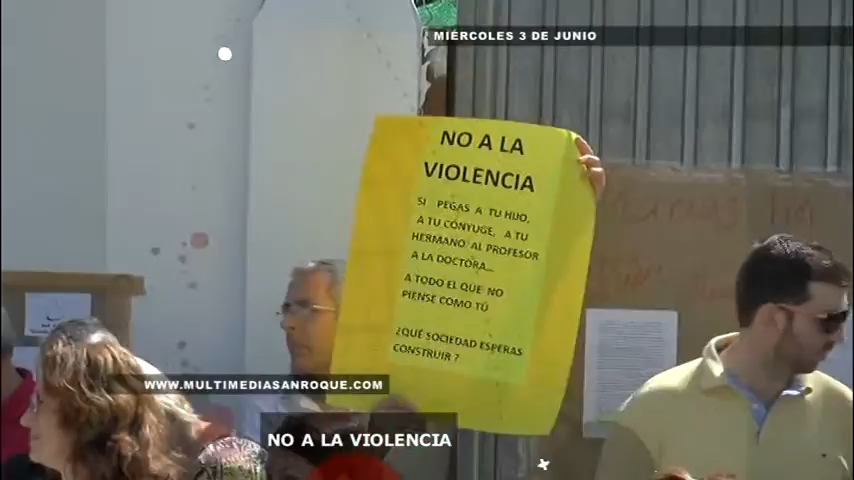 MIÉRCOLES 3 DE JUNIO
NO A LA
VIOLENCIA
SI PEGAS A TU HIJO,
A TU CÓNYUGE, A TU
HERMANO AL PROFESOR
A LA DOCTORA...
A TODO EL QUE NO
PIENSE COMO TÚ
¿QUÉ SOCIEDAD ESPERAS
CONSTRUIR?
WWW.MULTIMEDIASANROQUE.COM
NO A LA VIOLENCIA